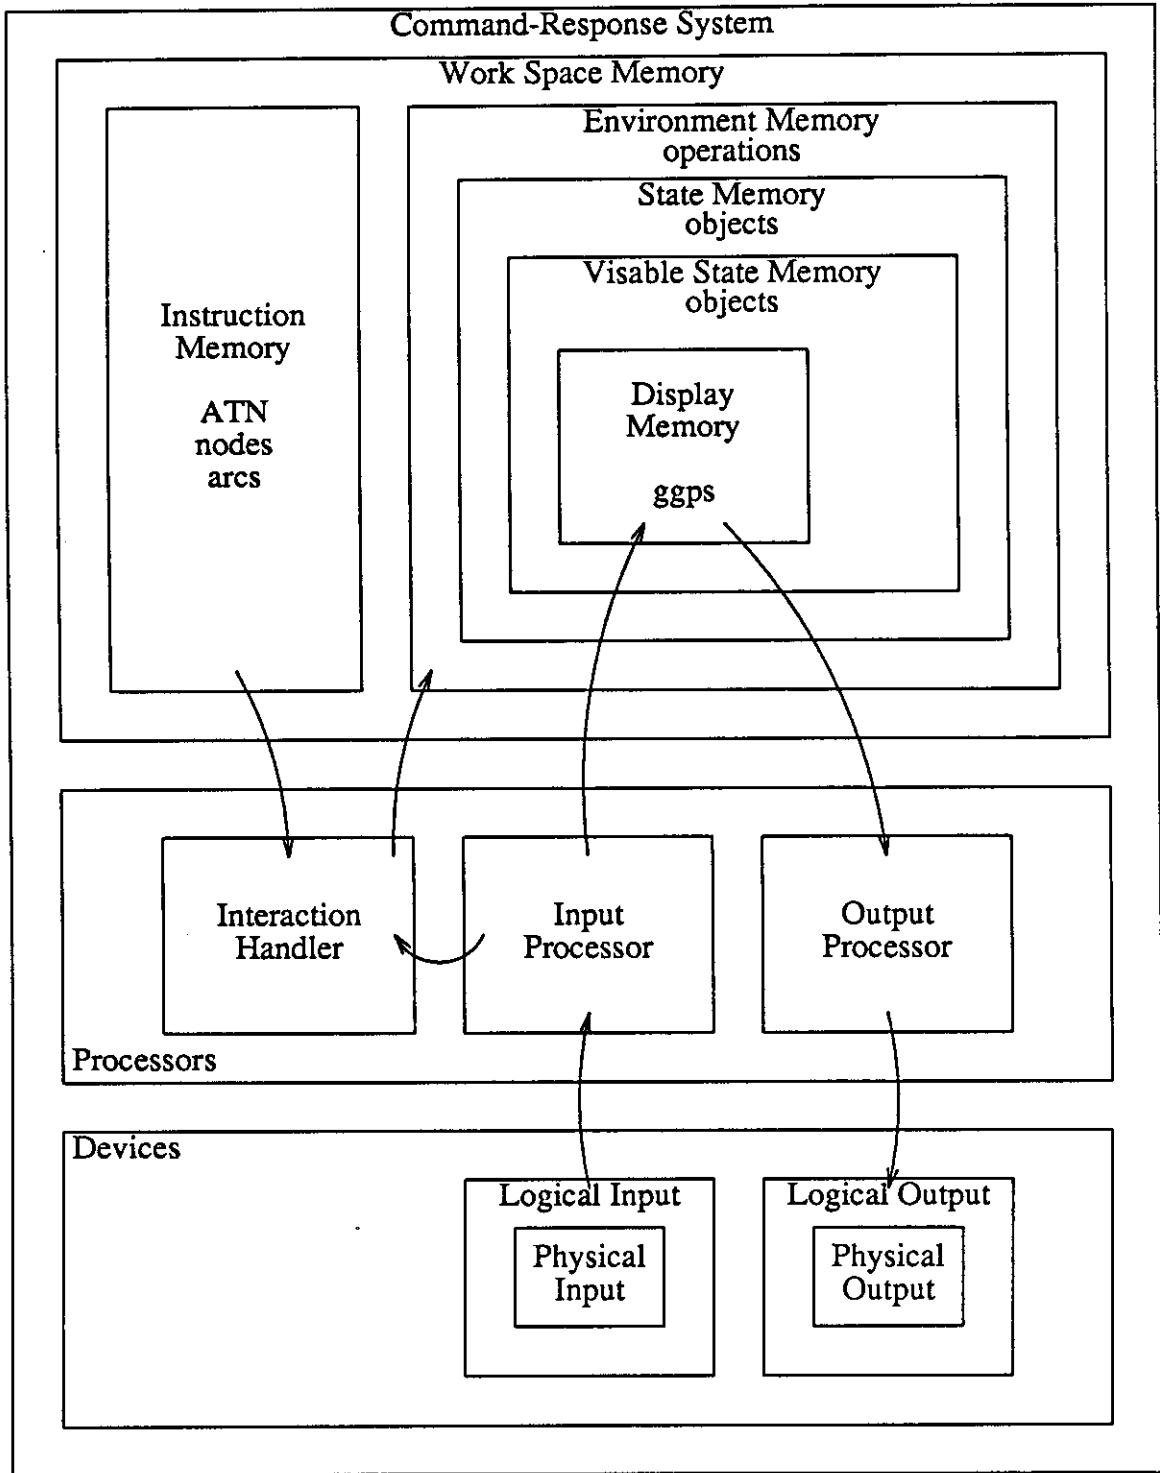 Command-Response System
Work Space Memory
Environment Memory
operations
State Memory
objects
Visable State Memory
objects
Instruction
Memory
ATN
nodes
arcs
Display
Memory
ggps
Interaction
Handler
Input
Processor
Output
Processor
Processors
Devices
Logical Input
Physical
Input
Logical Output
Physical
Output